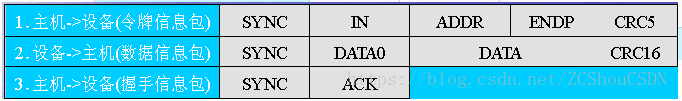 1.主机->设备(令牌信息包) SYNC IN ADDR ENDP CRC5
2.设备->主机(数据信息包) SYNC DATA0 DATA CRC16
3.主机->设备(握手信息包) SYNC ACK
https://blog.csdn.net/ZCShouCSDN